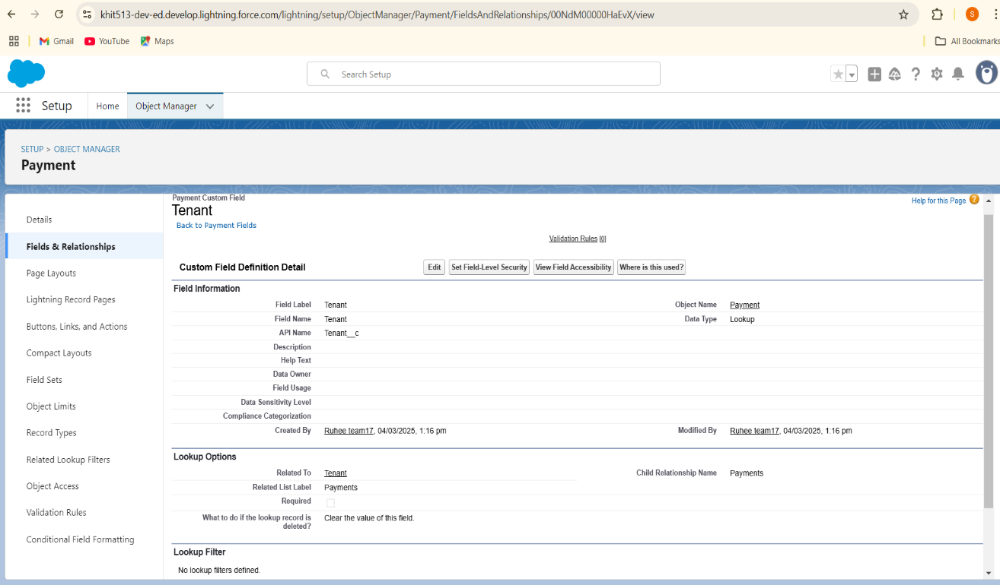 khit513-dev-ed.develop.lightning.force.com/lightning/setup/ObjectManager/Payment/FieldsAndRelationships/00NdM00000HaEvX/view
S
Gmail YouTube Maps All Bookmarks
Search Setup
Setup Home Object Manager
SETUP > OBJECT MANAGER
Payment
Details
Fields & Relationships
Page Layouts
Lightning Record Pages
Buttons, Links, and Actions
Compact Layouts
Field Sets
Object Limits
Record Types
Related Lookup Filters
Object Access
Validation Rules
Conditional Field Formatting
Payment Custom Field
Tenant
Help for this Page ?
Back to Payment Fields
Validation Rules [0]
Custom Field Definition Detail Edit Set Field-Level Security View Field Accessibility Where is this used?
Field Information
Field Label Tenant Object Name Payment
Field Name Tenant Data Type Lookup
API Name Tenant__c
Description
Help Text
Data Owner
Field Usage
Data Sensitivity Level
Compliance Categorization
Created By Ruhee team17, 04/03/2025, 1:16 pm Modified By Ruhee team17, 04/03/2025, 1:16 pm
Lookup Options
Related To Tenant Child Relationship Name Payments
Related List Label Payments
Required
What to do if the lookup record is Clear the value of this field.
deleted?
Lookup Filter
No lookup filters defined.